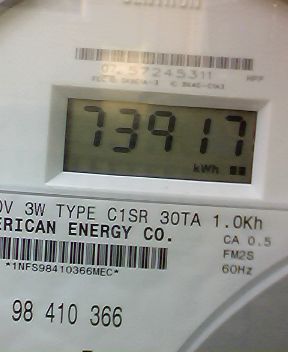 07. 57245311
HPF
73917
kWh
0V 3W TYPE C1SR 30TA 1.0Kh
ERICAN ENERGY CO.
CA 0.5
FM2S
*1NFS98410366MEC*
60Hz
98 410 366